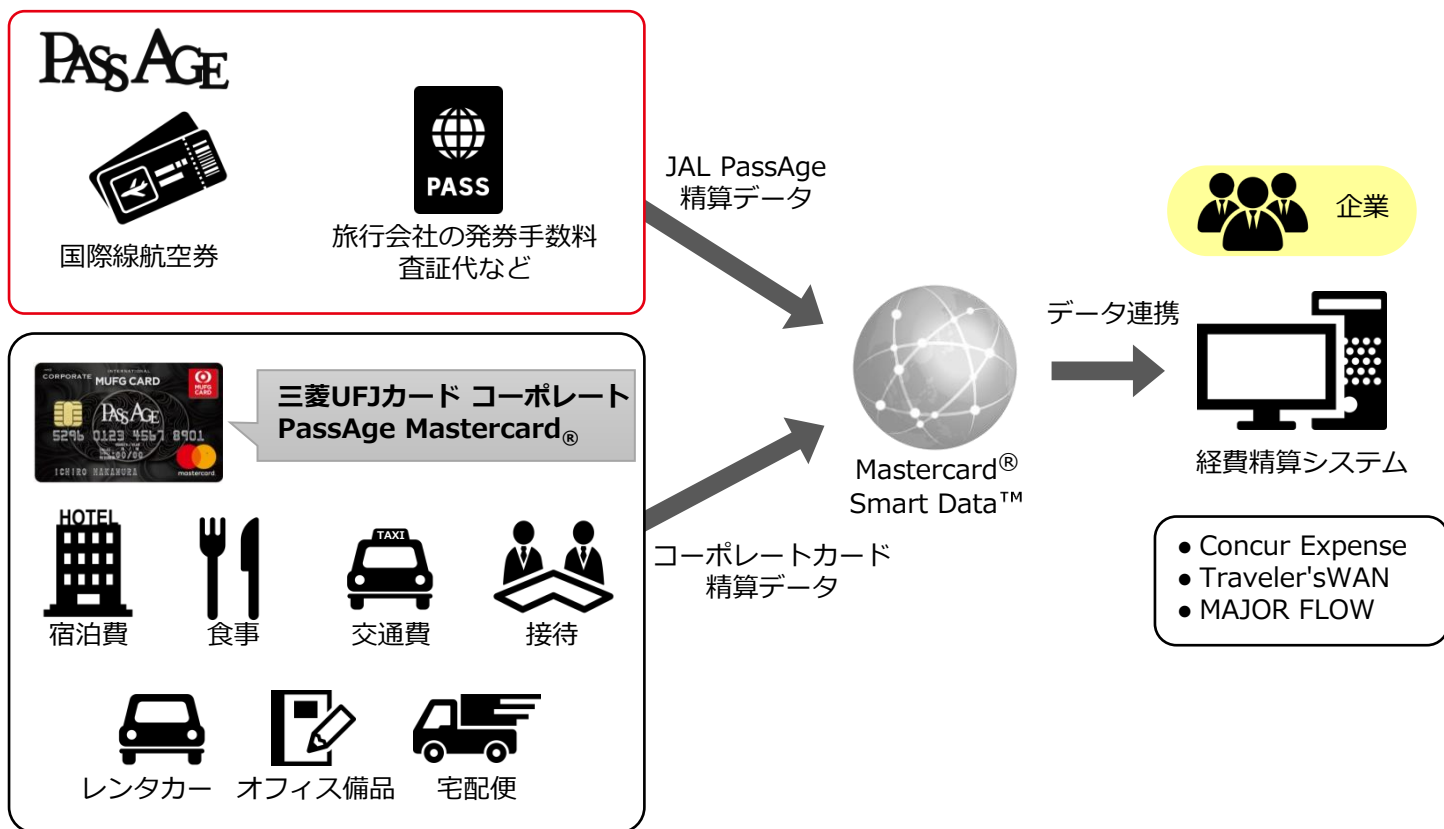 PASSAGE
PASS
国際線航空券
旅行会社の発券手数料
査証代など
JAL PassAge
精算データ
企業
CORPORATE
INTERNATIONAL
MUFG CARD
MUFG
CARD
PASSAGE
5296 0123 4567 8901
00/00
ICHIRO NAKAMURA
mastercard
三菱UFJカード コーポレート
PassAge Mastercard®
データ連携
Mastercard®
Smart Data™
経費精算システム
HOTEL
TAXI
宿泊費
食事
交通費
接待
コーポレートカード
精算データ
● Concur Expense
● Traveler'sWAN
● MAJOR FLOW
レンタカー
オフィス備品
宅配便